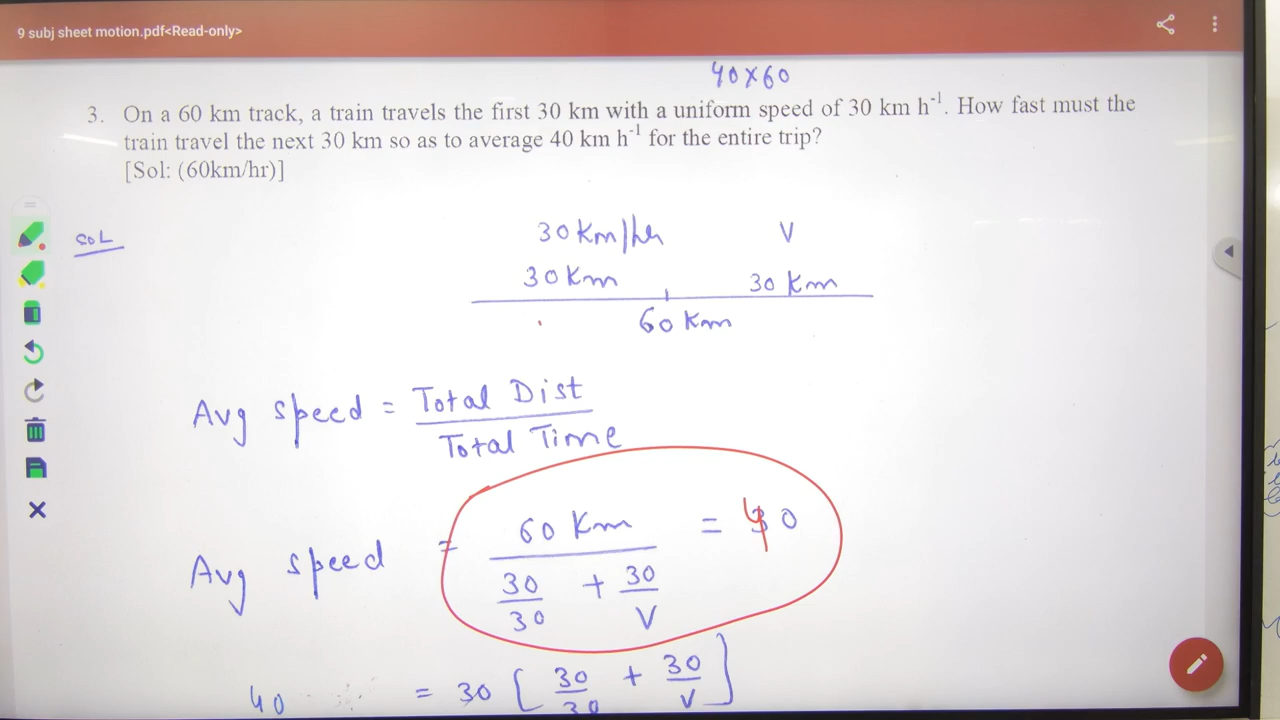 9 subj sheet motion.pdf<Read-only>
40×60
3. On a 60 km track, a train travels the first 30 km with a uniform speed of 30 km h⁻¹. How fast must the
train travel the next 30 km so as to average 40 km h⁻¹ for the entire trip?
[Sol: (60km/hr)]
SOL
30 Km/hr V
30 Km 30 Km
60 Km
Avg speed = Total Dist
Total Time
Avg speed = 60 Km = 40
30 + 30
30 V
40 = 30 [ 30 + 30 ]
30 V